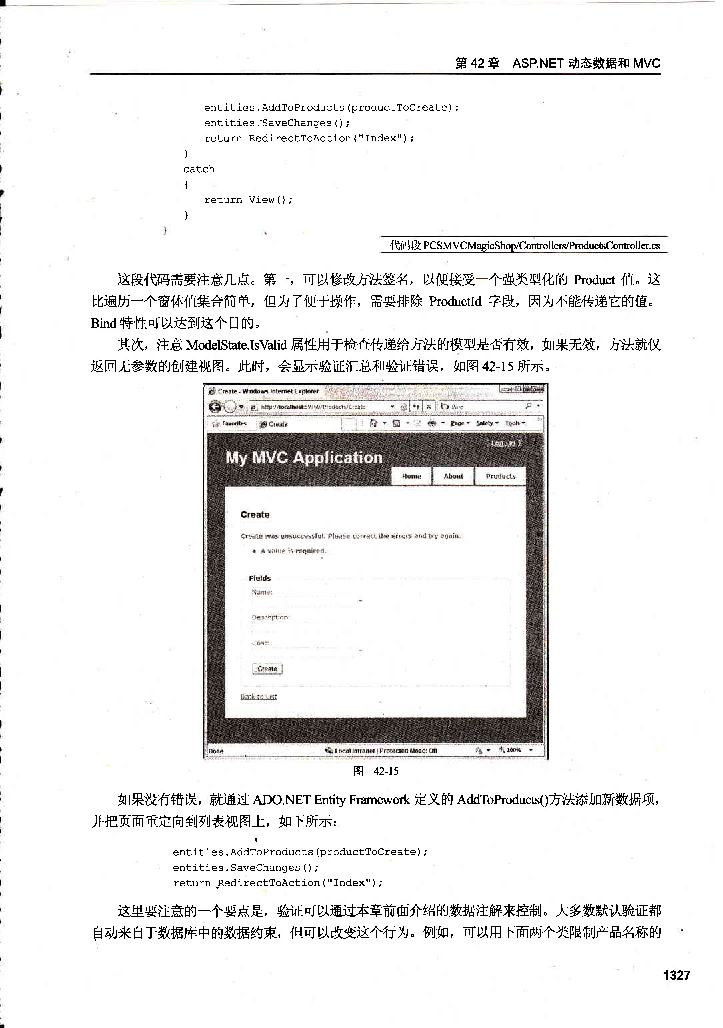 第 42 章 ASP.NET 动态数据和 MVC
entities.AddToProducts(productToCreate);
entities.SaveChanges();
return RedirectToAction("Index");
}
catch
{
return View();
}
}
代码段 PCSMVCMagicShop/Controllers/ProductsController.cs
这段代码需要注意几点。第一，可以修改方法签名，以便接受一个强类型化的 Product 值。这
比遍历一个窗体值集合简单，但为了便于操作，需要排除 ProductId 字段，因为不能传递它的值。
Bind 特性可以达到这个目的。
其次，注意 ModelState.IsValid 属性用于检查传递给方法的模型是否有效，如果无效，方法就仅
返回无参数的创建视图。此时，会显示验证汇总和验证错误，如图 42-15 所示。
Create - Windows Internet Explorer
Favorites Create
Page Safety Tools
My MVC Application
Home About Products
Create
Create was unsuccessful. Please correct the errors and try again.
A value is required.
Fields
Name:
Description:
Create
Back to List
Done Local intranet | Protected Mode: Off 100%
图 42-15
如果没有错误，就通过 ADO.NET Entity Framework 定义的 AddToProducts()方法添加新数据项，
并把页面重定向到列表视图上，如下所示：
entities.AddToProducts(productToCreate);
entities.SaveChanges();
return RedirectToAction("Index");
这里要注意的一个要点是，验证可以通过本章前面介绍的数据注解来控制。大多数默认验证都
自动来自于数据库中的数据约束，但可以改变这个行为。例如，可以用下面两个类限制产品名称的
1327